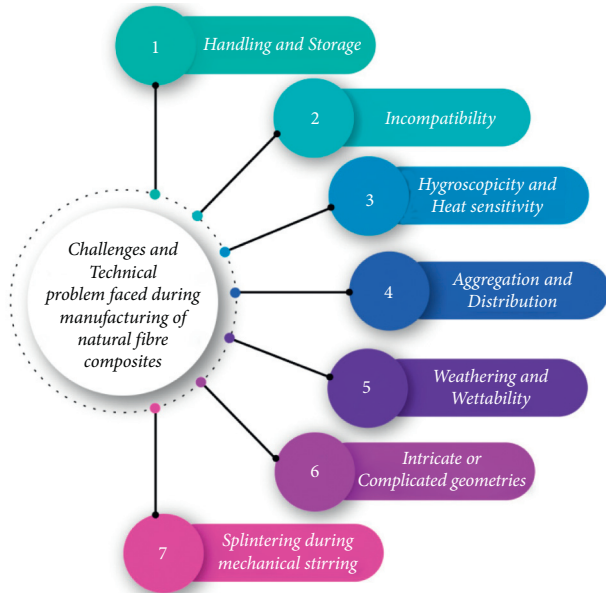 1
Handling and Storage
2
Incompatibility
3
Hygroscopicity and
Heat sensitivity
Challenges and
Technical
problem faced during
manufacturing of
natural fibre
composites
4
Aggregation and
Distribution
5
Weathering and
Wettability
6
Intricate or
Complicated geometries
7
Splintering during
mechanical stirring